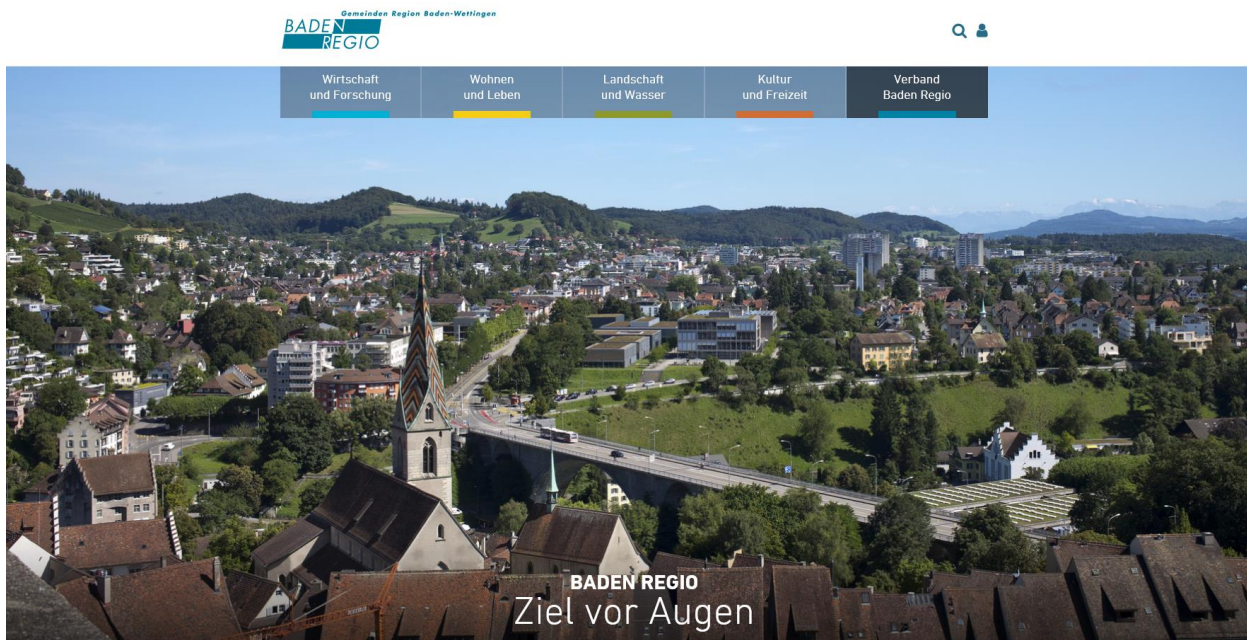 Gemeinden Region Baden-Wettingen
BADEN
REGIO
Wirtschaft
und Forschung
Wohnen
und Leben
Landschaft
und Wasser
Kultur
und Freizeit
Verband
Baden Regio
BADEN REGIO
Ziel vor Augen